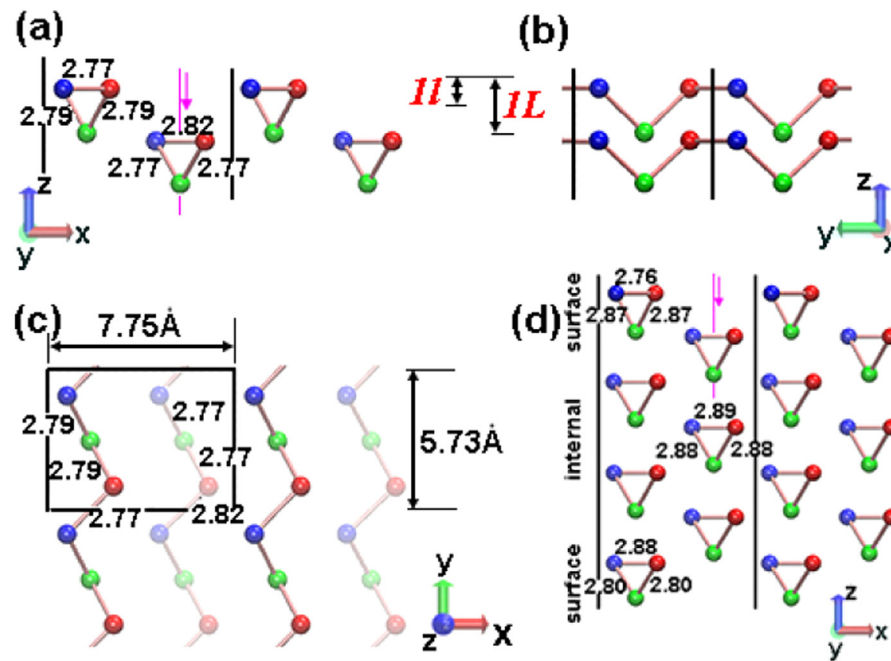 (a)
2.77
2.79
2.79
2.82
2.77
2.77
z
x
y
1l
1L
(b)
z
y
x
(c)
7.75Å
2.79
2.77
2.79
2.77
2.77
2.82
5.73Å
y
z
x
(d)
surface
internal
surface
2.76
2.87
2.87
2.89
2.88
2.88
2.88
2.80
2.80
z
x
y